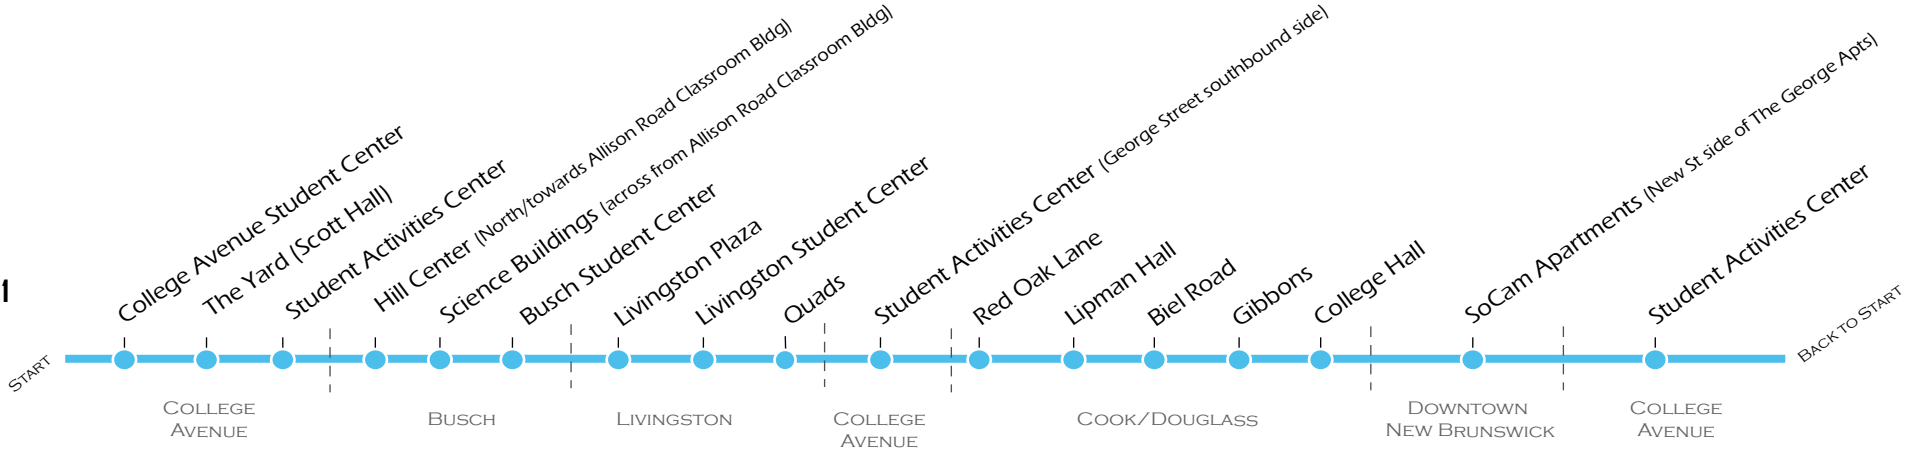 1
START
College Avenue Student Center
The Yard (Scott Hall)
Student Activities Center
Hill Center (North/towards Allison Road Classroom Bldg)
Science Buildings (across from Allison Road Classroom Bldg)
Busch Student Center
Livingston Plaza
Livingston Student Center
Quads
Student Activities Center (George Street southbound side)
Red Oak Lane
Lipman Hall
Biel Road
Gibbons
College Hall
SoCam Apartments (New St side of The George Apts)
Student Activities Center
BACK TO START
COLLEGE
AVENUE
BUSCH
LIVINGSTON
COLLEGE
AVENUE
COOK/DOUGLASS
DOWNTOWN
NEW BRUNSWICK
COLLEGE
AVENUE